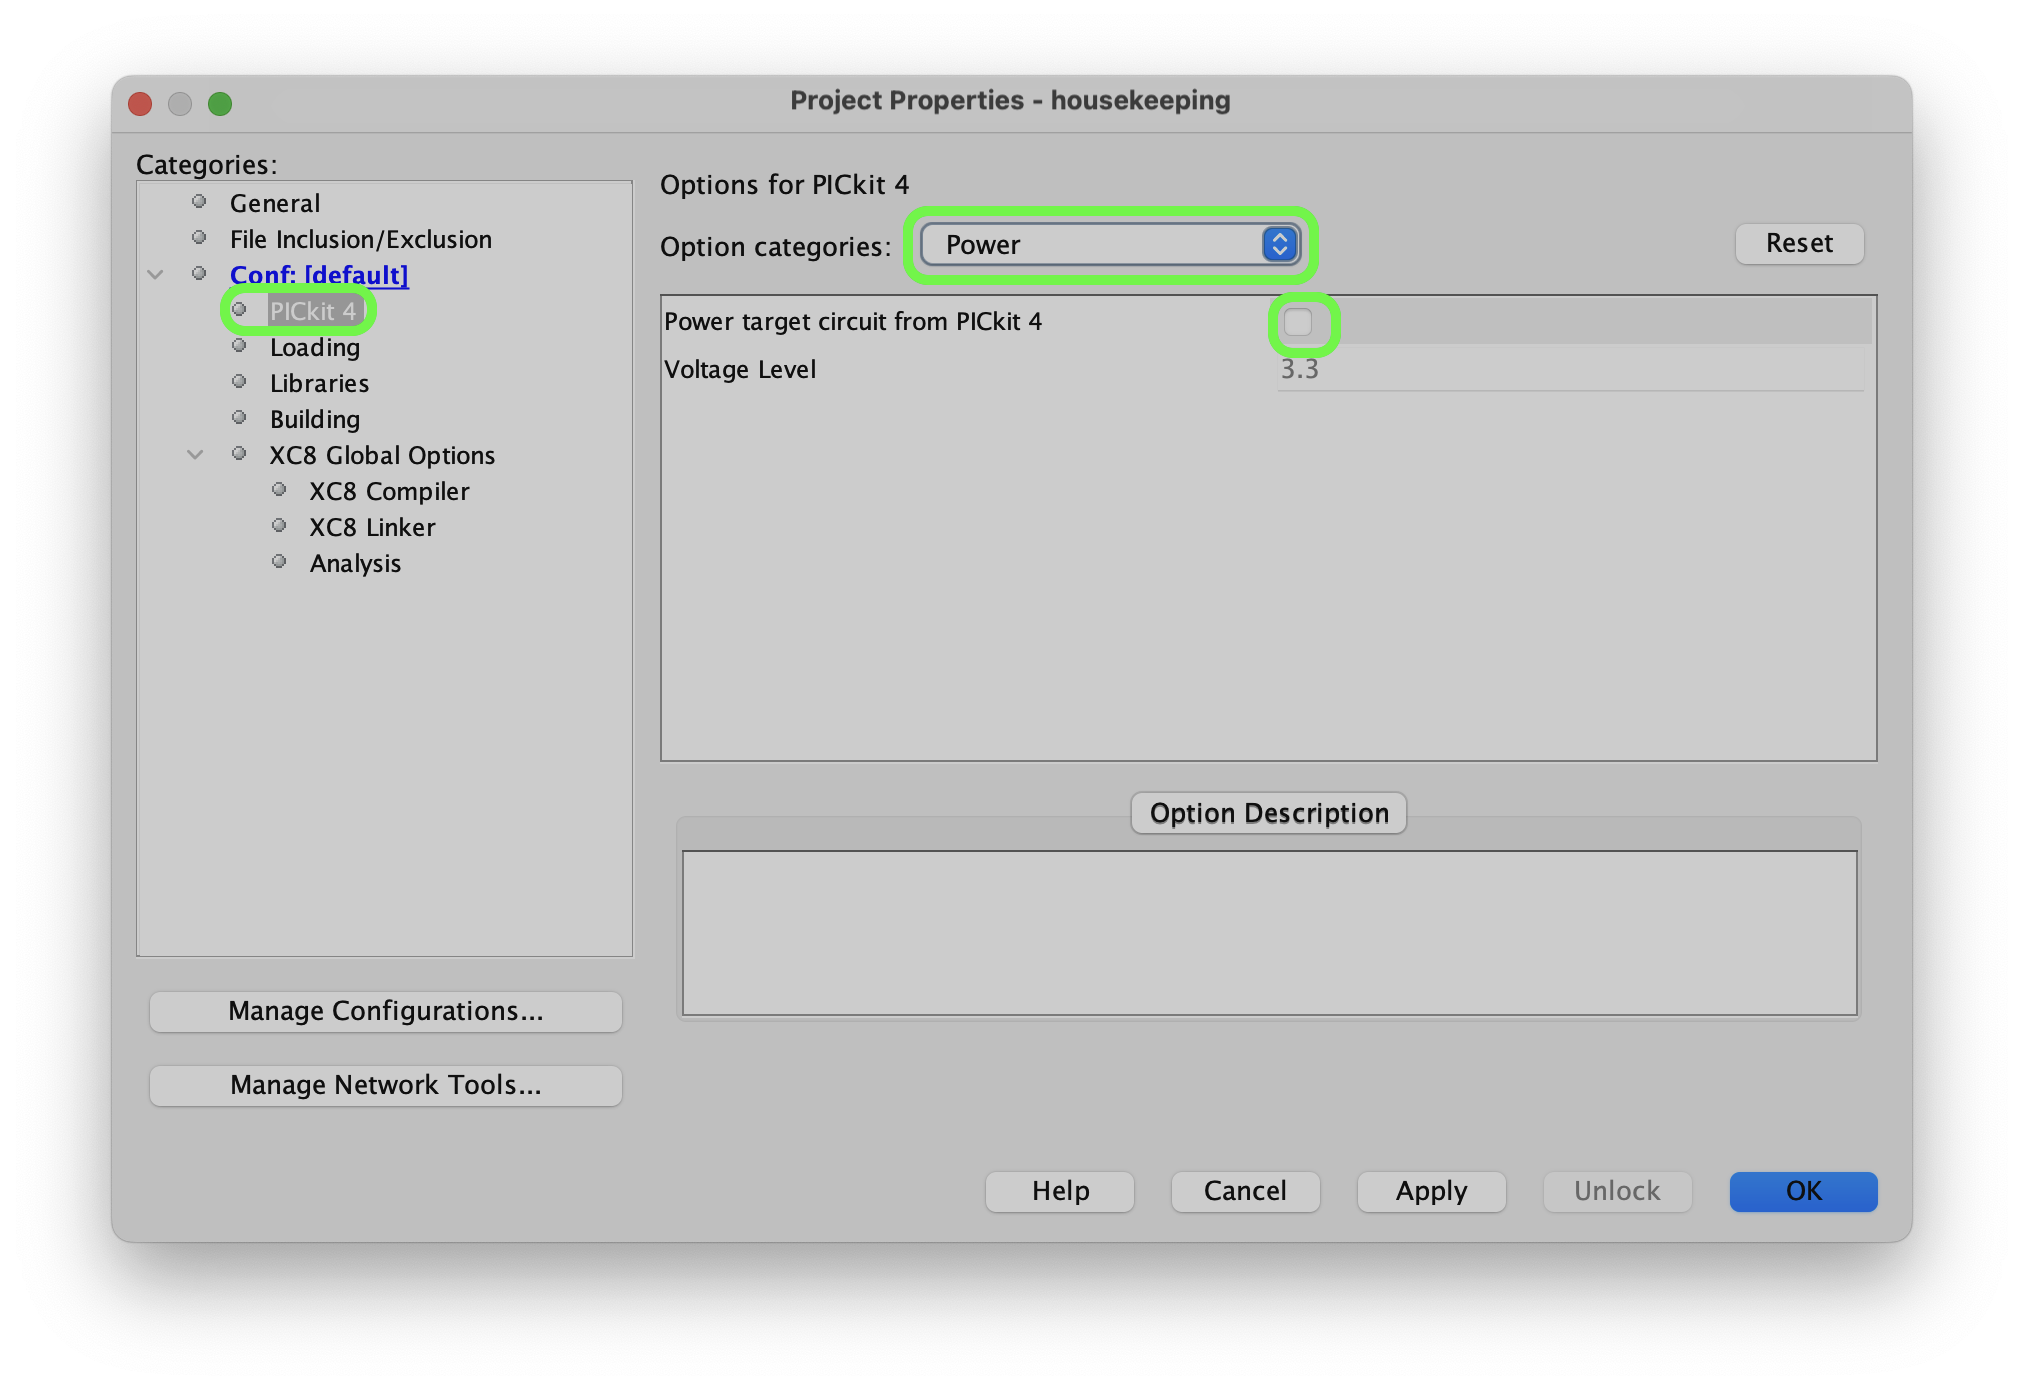 Project Properties - housekeeping
Categories:
General
File Inclusion/Exclusion
Conf: [default]
PICkit 4
Loading
Libraries
Building
XC8 Global Options
XC8 Compiler
XC8 Linker
Analysis
Manage Configurations...
Manage Network Tools...
Options for PICkit 4
Option categories: Power
Reset
Power target circuit from PICkit 4
Voltage Level 3.3
Option Description
Help Cancel Apply Unlock OK